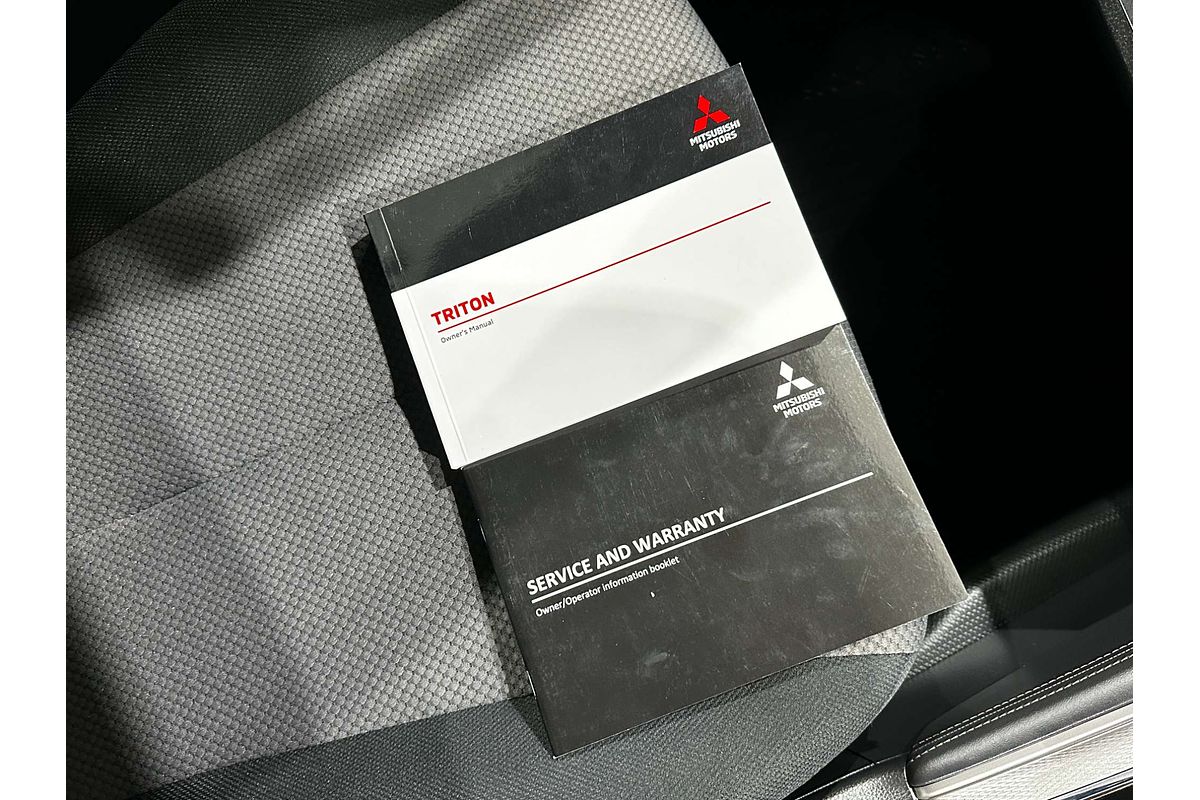 MITSUBISHI
MOTORS
TRITON
Owner's Manual
MITSUBISHI
MOTORS
SERVICE AND WARRANTY
Owner/Operator information booklet